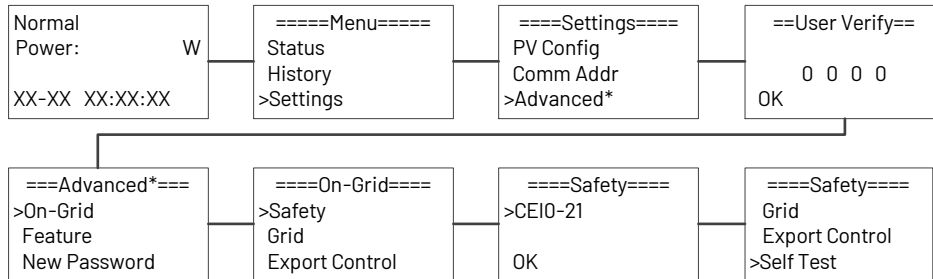 Normal
Power: W
XX-XX XX:XX:XX
=====Menu=====
Status
History
>Settings
====Settings====
PV Config
Comm Addr
>Advanced*
==User Verify==
0 0 0 0
OK
===Advanced*===
>On-Grid
Feature
New Password
====On-Grid====
>Safety
Grid
Export Control
====Safety====
>CEI0-21
OK
====Safety====
Grid
Export Control
>Self Test